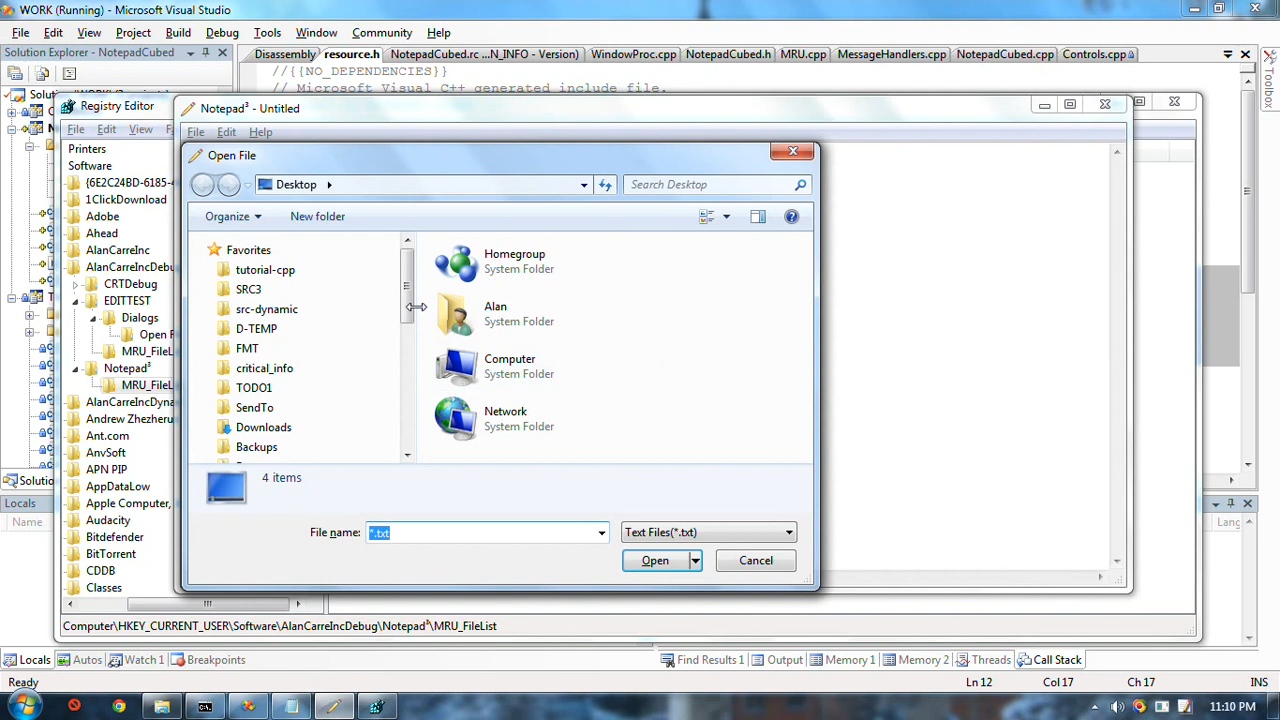 WORK (Running) - Microsoft Visual Studio
File Edit View Project Build Debug Tools Window Community Help
Solution Explorer - NotepadCubed
Disassembly resource.h NotepadCubed.rc ...N_INFO - Version) WindowProc.cpp NotepadCubed.h MRU.cpp MessageHandlers.cpp NotepadCubed.cpp Controls.cpp
Toolbox
//{{NO_DEPENDENCIES}}
// Microsoft Visual C++ generated include file.
Registry Editor
File Edit View
Printers
Software
{6E2C24BD-6185-4
1ClickDownload
Adobe
Ahead
AlanCarreInc
AlanCarreIncDebu
CRTDebug
EDITTEST
Dialogs
Open F
MRU_FileL
Notepad³
MRU_FileL
AlanCarreIncDyna
Andrew Zhezheru
Ant.com
AnvSoft
APN PIP
AppDataLow
Apple Computer,
Audacity
Bitdefender
BitTorrent
CDDB
Classes
Computer\HKEY_CURRENT_USER\Software\AlanCarreIncDebug\Notepad³\MRU_FileList
Notepad³ - Untitled
File Edit Help
Open File
Desktop
Search Desktop
Organize New folder
Favorites
tutorial-cpp
SRC3
src-dynamic
D-TEMP
FMT
critical_info
TODO1
SendTo
Downloads
Backups
Homegroup
System Folder
Alan
System Folder
Computer
System Folder
Network
System Folder
4 items
File name: *.txt Text Files(*.txt)
Open Cancel
Solutio
Locals
Name
Lang
Locals Autos Watch 1 Breakpoints
Find Results 1 Output Memory 1 Memory 2 Threads Call Stack
Ready Ln 12 Col 17 Ch 17 INS
11:10 PM